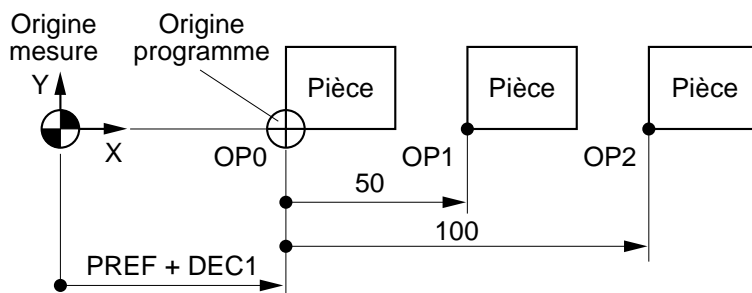 Origine
mesure
Origine
programme
Pièce
Pièce
Pièce
Y
X
OP0
OP1
OP2
50
100
PREF + DEC1